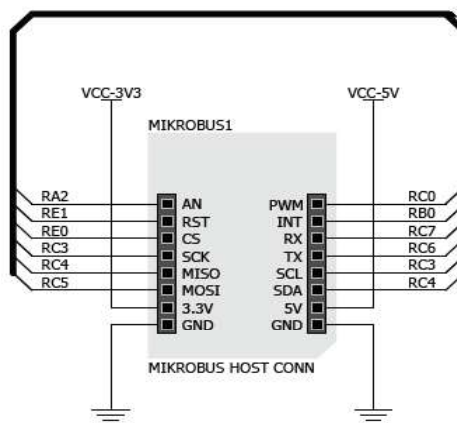 VCC-3V3 VCC-5V
MIKROBUS1
RA2 AN PWM RC0
RE1 RST INT RB0
RE0 CS RX RC7
RC3 SCK TX RC6
RC4 MISO SCL RC3
RC5 MOSI SDA RC4
3.3V 5V
GND GND
MIKROBUS HOST CONN